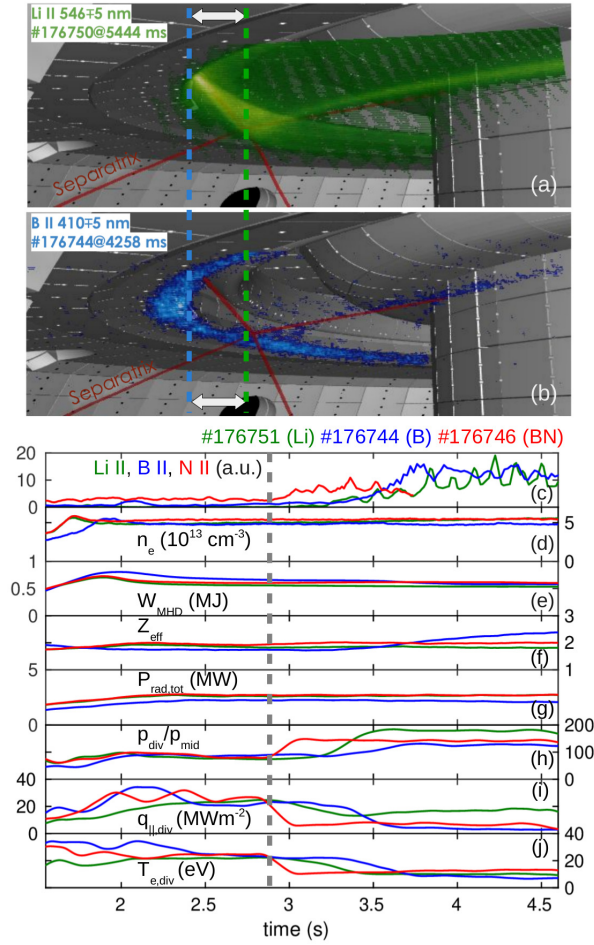 Li II 546∓5 nm
#176750@5444 ms
Separatrix
(a)
B II 410∓5 nm
#176744@4258 ms
Separatrix
(b)
#176751 (Li) #176744 (B) #176746 (BN)
20
Li II, B II, N II (a.u.)
10
(c)
0
5
nₑ (10¹³ cm⁻³)
(d)
1
0
0.5
(e)
W_MHD (MJ)
0
3
Z_eff
2
(f)
5
P_rad,tot (MW)
1
(g)
0
200
p_div/p_mid
100
(h)
40
0
(i)
20
q_||,div (MWm⁻²)
0
40
(j)
20
T_e,div (eV)
0
2 2.5 3 3.5 4 4.5
time (s)